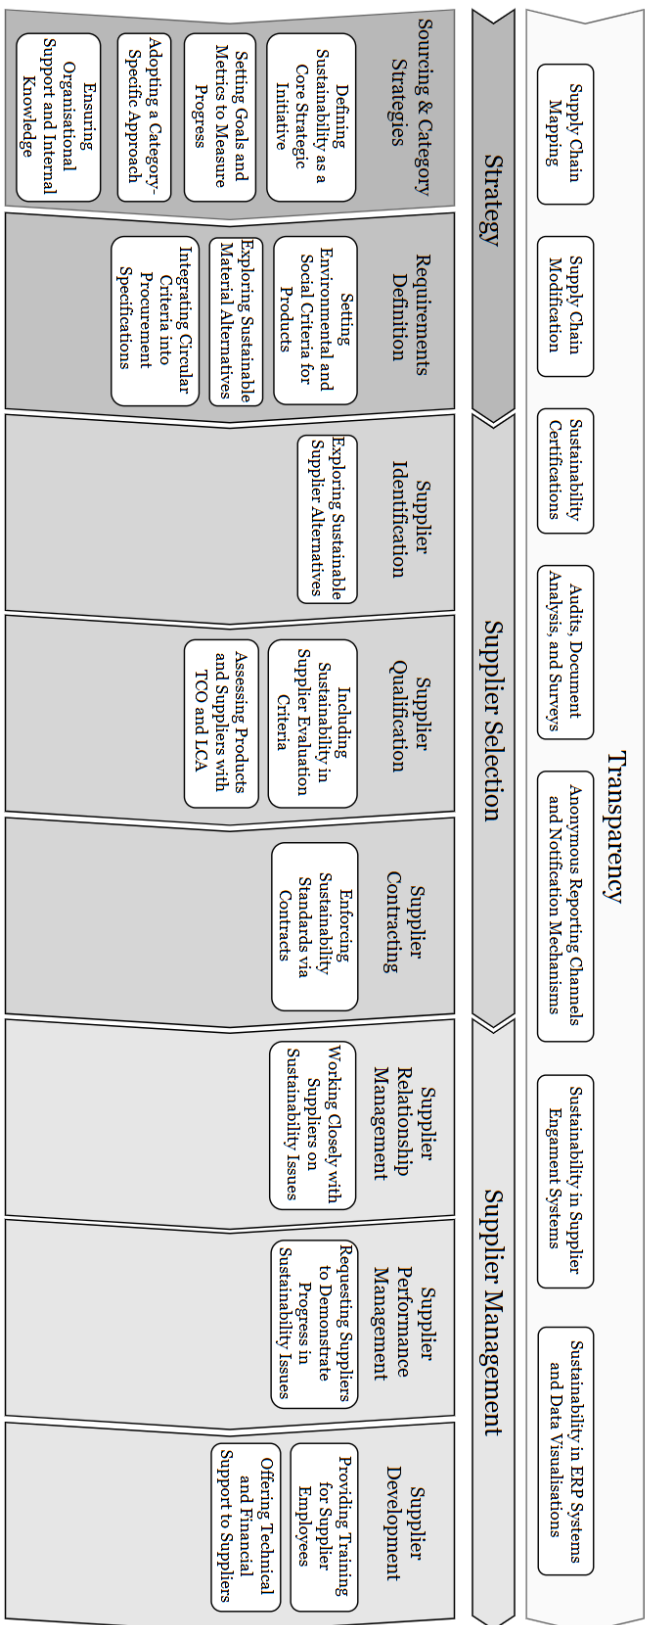 Transparency
Supply Chain
Mapping
Supply Chain
Modification
Sustainability
Certifications
Audits, Document
Analysis, and Surveys
Anonymous Reporting Channels
and Notification Mechanisms
Sustainability in Supplier
Engament Systems
Sustainability in ERP Systems
and Data Visualisations
Strategy
Supplier Selection
Supplier Management
Sourcing & Category
Strategies
Defining
Sustainability as a
Core Strategic
Initiative
Setting Goals and
Metrics to Measure
Progress
Adopting a Category-
Specific Approach
Ensuring
Organisational
Support and Internal
Knowledge
Requirements
Definition
Setting
Environmental and
Social Criteria for
Products
Exploring Sustainable
Material Alternatives
Integrating Circular
Criteria into
Procurement
Specifications
Supplier
Identification
Exploring Sustainable
Supplier Alternatives
Supplier
Qualification
Including
Sustainability in
Supplier Evaluation
Criteria
Assessing Products
and Suppliers with
TCO and LCA
Supplier
Contracting
Enforcing
Sustainability
Standards via
Contracts
Supplier
Relationship
Management
Working Closely with
Suppliers on
Sustainability Issues
Supplier
Performance
Management
Requesting Suppliers
to Demonstrate
Progress in
Sustainability Issues
Supplier
Development
Providing Training
for Supplier
Employees
Offering Technical
and Financial
Support to Suppliers